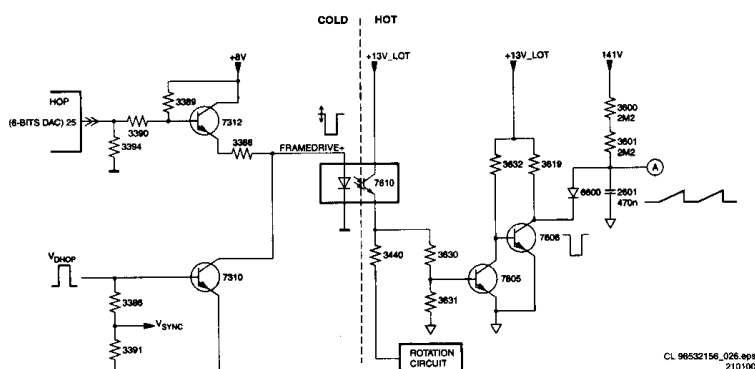 COLD HOT
+8V
+13V_LOT
+13V_LOT
141V
HOP
(6-BITS DAC) 25
3389
3390
7312
3394
3388
FRAMEDRIVE+
7610
3600
2M2
3601
2M2
A
3632
3619
6600
2601
470n
7606
VDHOP
7310
3440
3630
7605
3631
3386
VSYNC
3391
ROTATION
CIRCUIT
CL 96532156_026.eps
210100